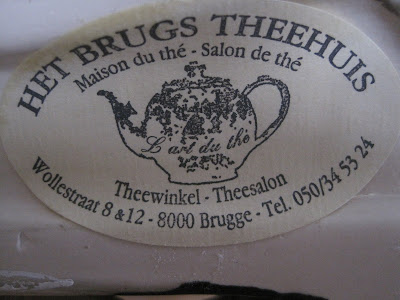 HET BRUGS THEEHUIS
Maison du thé - Salon de thé
L'art du thé
Theewinkel - Theesalon
Wollestraat 8 & 12 - 8000 Brugge - Tel. 050/34 53 24